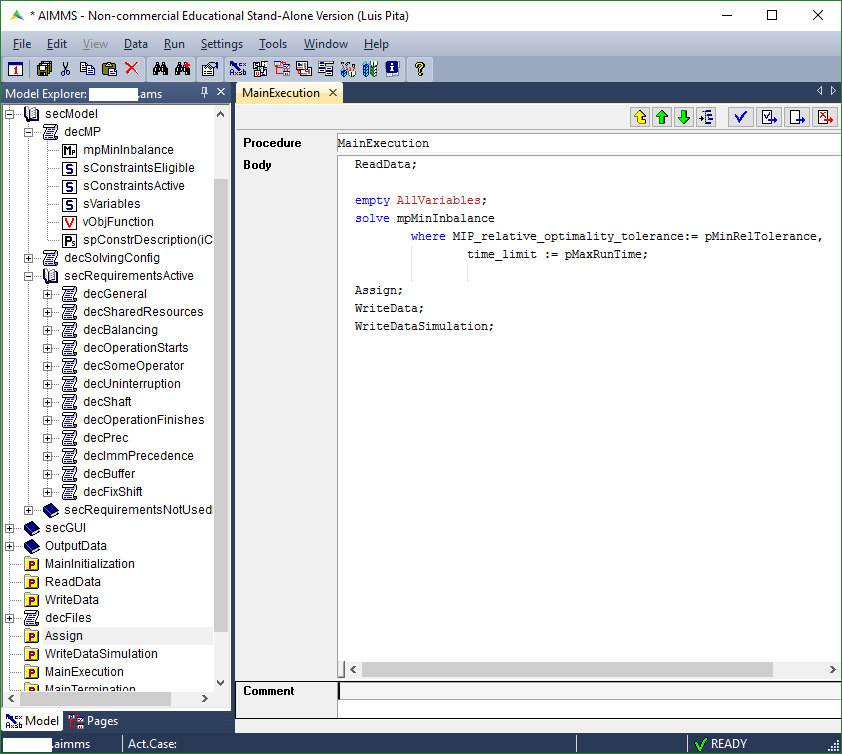 * AIMMS - Non-commercial Educational Stand-Alone Version (Luis Pita)
File Edit View Data Run Settings Tools Window Help
Model Explorer: .ams
MainExecution
secModel
decMP
mpMinInbalance
sConstraintsEligible
sConstraintsActive
sVariables
vObjFunction
spConstrDescription(iC
decSolvingConfig
secRequirementsActive
decGeneral
decSharedResources
decBalancing
decOperationStarts
decSomeOperator
decUninterruption
decShaft
decOperationFinishes
decPrec
decImmPrecedence
decBuffer
decFixShift
secRequirementsNotUsed
secGUI
OutputData
MainInitialization
ReadData
WriteData
decFiles
Assign
WriteDataSimulation
MainExecution
MainTermination
Model Pages
Procedure MainExecution
Body
ReadData;
empty AllVariables;
solve mpMinInbalance
where MIP_relative_optimality_tolerance:= pMinRelTolerance,
time_limit := pMaxRunTime;
Assign;
WriteData;
WriteDataSimulation;
Comment
.aimms Act.Case: READY